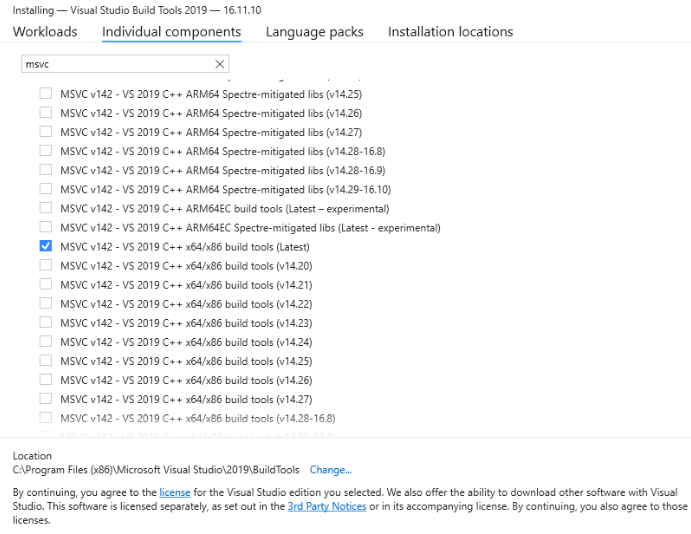 Installing — Visual Studio Build Tools 2019 — 16.11.10
Workloads Individual components Language packs Installation locations
msvc
MSVC v142 - VS 2019 C++ ARM64 Spectre-mitigated libs (v14.25)
MSVC v142 - VS 2019 C++ ARM64 Spectre-mitigated libs (v14.26)
MSVC v142 - VS 2019 C++ ARM64 Spectre-mitigated libs (v14.27)
MSVC v142 - VS 2019 C++ ARM64 Spectre-mitigated libs (v14.28-16.8)
MSVC v142 - VS 2019 C++ ARM64 Spectre-mitigated libs (v14.28-16.9)
MSVC v142 - VS 2019 C++ ARM64 Spectre-mitigated libs (v14.29-16.10)
MSVC v142 - VS 2019 C++ ARM64EC build tools (Latest – experimental)
MSVC v142 - VS 2019 C++ ARM64EC Spectre-mitigated libs (Latest - experimental)
MSVC v142 - VS 2019 C++ x64/x86 build tools (Latest)
MSVC v142 - VS 2019 C++ x64/x86 build tools (v14.20)
MSVC v142 - VS 2019 C++ x64/x86 build tools (v14.21)
MSVC v142 - VS 2019 C++ x64/x86 build tools (v14.22)
MSVC v142 - VS 2019 C++ x64/x86 build tools (v14.23)
MSVC v142 - VS 2019 C++ x64/x86 build tools (v14.24)
MSVC v142 - VS 2019 C++ x64/x86 build tools (v14.25)
MSVC v142 - VS 2019 C++ x64/x86 build tools (v14.26)
MSVC v142 - VS 2019 C++ x64/x86 build tools (v14.27)
MSVC v142 - VS 2019 C++ x64/x86 build tools (v14.28-16.8)
Location
C:\Program Files (x86)\Microsoft Visual Studio\2019\BuildTools Change...
By continuing, you agree to the license for the Visual Studio edition you selected. We also offer the ability to download other software with Visual
Studio. This software is licensed separately, as set out in the 3rd Party Notices or in its accompanying license. By continuing, you also agree to those
licenses.